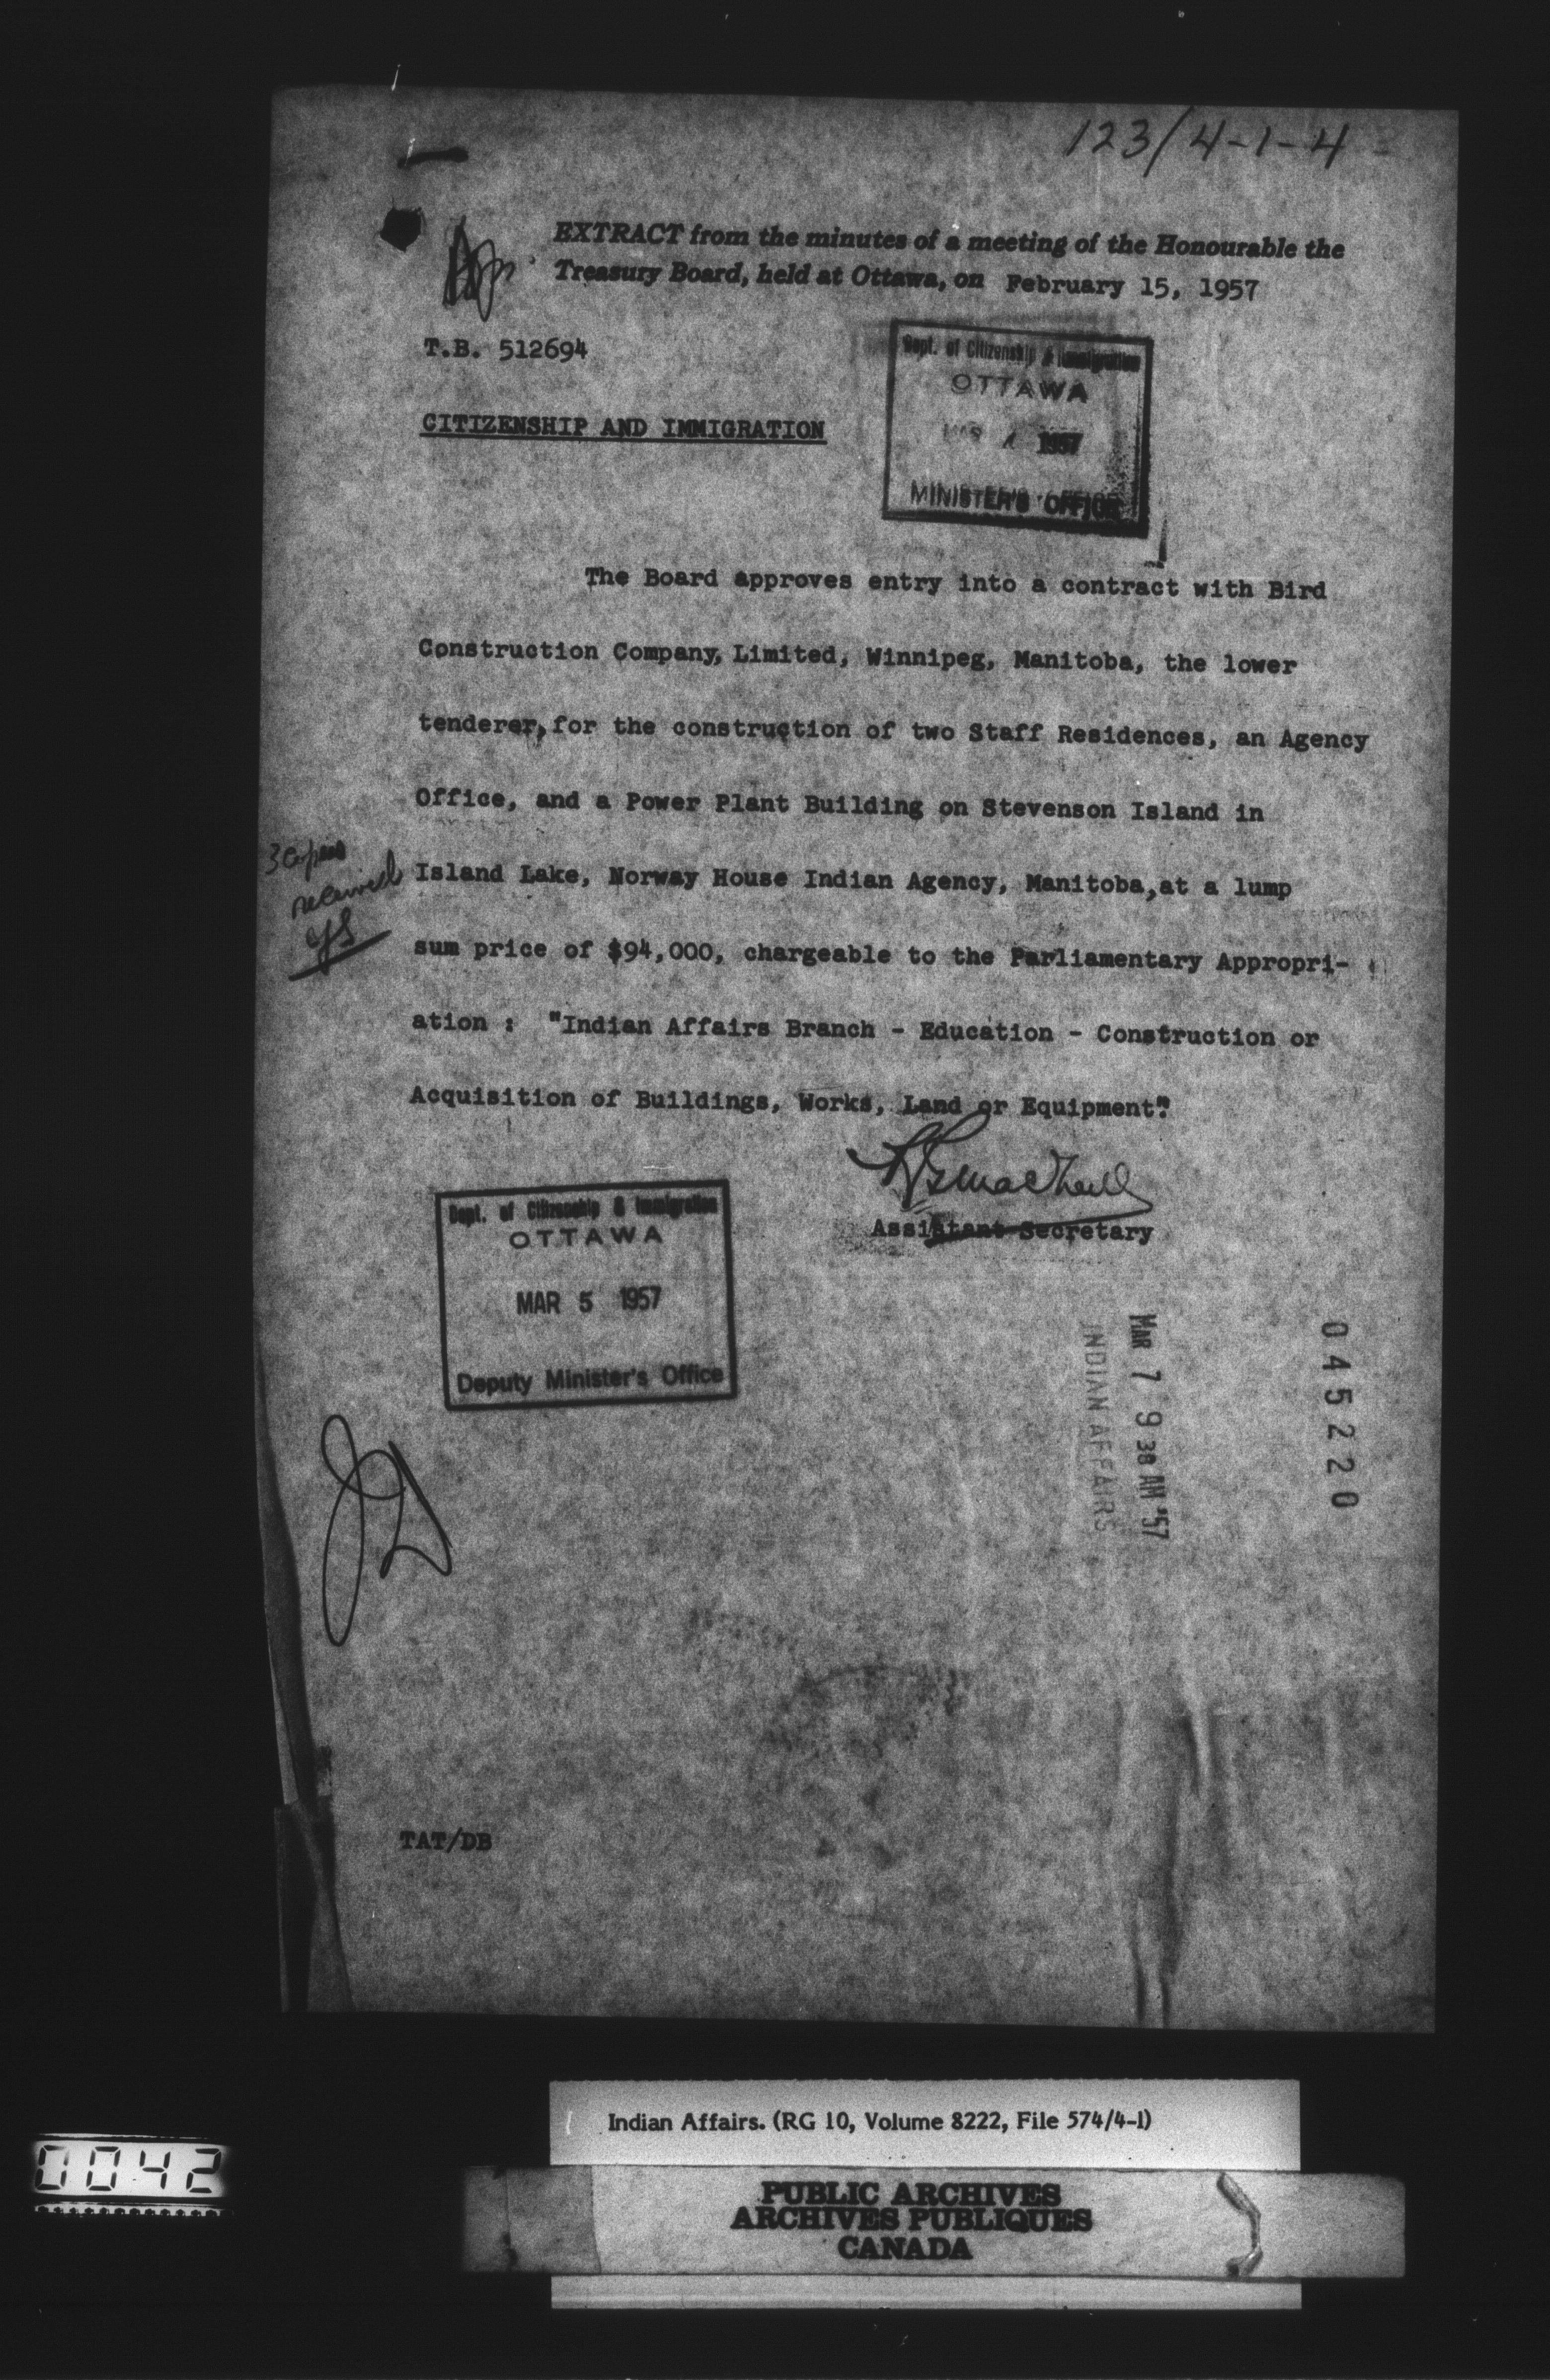 123/4-1-4
EXTRACT from the minutes of a meeting of the Honourable the
Treasury Board, held at Ottawa, on February 15, 1957
T.B. 512694
Dept. of Citizenship & Immigration
OTTAWA
MAR 1957
MINISTER'S OFFICE
CITIZENSHIP AND IMMIGRATION
The Board approves entry into a contract with Bird
Construction Company, Limited, Winnipeg, Manitoba, the lower
tenderer, for the construction of two Staff Residences, an Agency
Office, and a Power Plant Building on Stevenson Island in
Island Lake, Norway House Indian Agency, Manitoba, at a lump
sum price of $94,000, chargeable to the Parliamentary Appropri-
ation : "Indian Affairs Branch - Education - Construction or
Acquisition of Buildings, Works, Land or Equipment".
3 copies
received
Assistant Secretary
Dept. of Citizenship & Immigration
OTTAWA
MAR 5 1957
Deputy Minister's Office
MAR 7 9 38 AM '57
INDIAN AFFAIRS
045220
TAT/DB
Indian Affairs. (RG 10, Volume 8222, File 574/4-1)
PUBLIC ARCHIVES
ARCHIVES PUBLIQUES
CANADA
0042